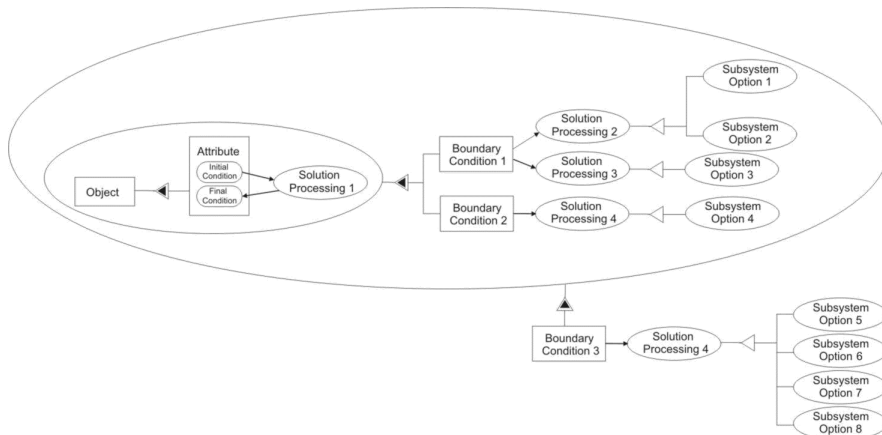 Object
Attribute
Initial
Condition
Final
Condition
Solution
Processing 1
Boundary
Condition 1
Boundary
Condition 2
Solution
Processing 2
Solution
Processing 3
Solution
Processing 4
Subsystem
Option 1
Subsystem
Option 2
Subsystem
Option 3
Subsystem
Option 4
Boundary
Condition 3
Solution
Processing 4
Subsystem
Option 5
Subsystem
Option 6
Subsystem
Option 7
Subsystem
Option 8